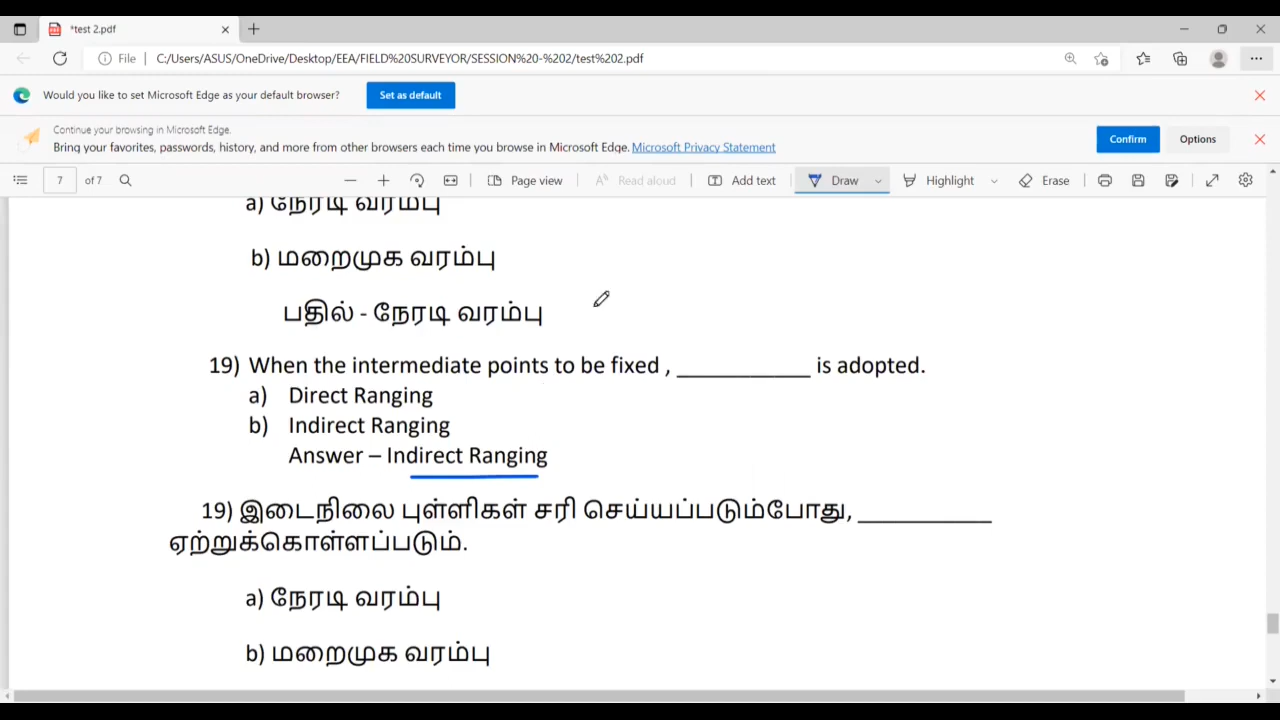 *test 2.pdf
File
C:/Users/ASUS/OneDrive/Desktop/EEA/FIELD%20SURVEYOR/SESSION%20-%202/test%202.pdf
Would you like to set Microsoft Edge as your default browser?
Set as default
Continue your browsing in Microsoft Edge.
Bring your favorites, passwords, history, and more from other browsers each time you browse in Microsoft Edge. Microsoft Privacy Statement
Confirm
Options
7 of 7
Page view
Read aloud
Add text
Draw
Highlight
Erase
a) நேரடி வரம்பு
b) மறைமுக வரம்பு
பதில் - நேரடி வரம்பு
19) When the intermediate points to be fixed , ____________ is adopted.
a) Direct Ranging
b) Indirect Ranging
Answer – Indirect Ranging
19) இடைநிலை புள்ளிகள் சரி செய்யப்படும்போது, ____________
ஏற்றுக்கொள்ளப்படும்.
a) நேரடி வரம்பு
b) மறைமுக வரம்பு